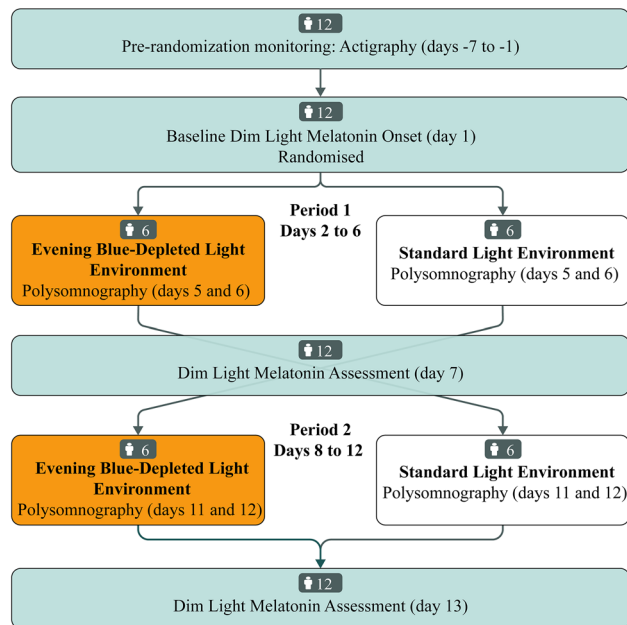 12
Pre-randomization monitoring: Actigraphy (days -7 to -1)
12
Baseline Dim Light Melatonin Onset (day 1)
Randomised
Period 1
Days 2 to 6
6
Evening Blue-Depleted Light
Environment
Polysomnography (days 5 and 6)
6
Standard Light Environment
Polysomnography (days 5 and 6)
12
Dim Light Melatonin Assessment (day 7)
Period 2
Days 8 to 12
6
Evening Blue-Depleted Light
Environment
Polysomnography (days 11 and 12)
6
Standard Light Environment
Polysomnography (days 11 and 12)
12
Dim Light Melatonin Assessment (day 13)